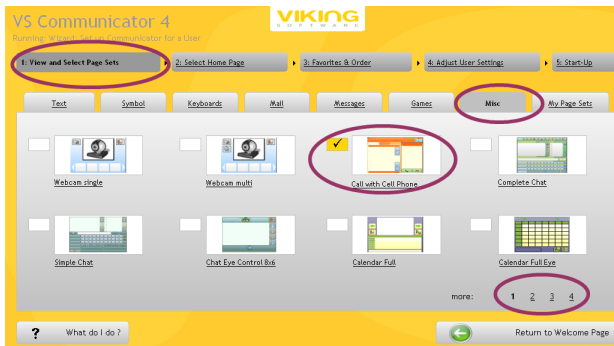 VS Communicator 4
VIKING
SOFTWARE
Running: Wizard: Set up Communicator for a User
1: View and Select Page Sets
2: Select Home Page
3: Favorites & Order
4: Adjust User Settings
5: Start-Up
Text
Symbol
Keyboards
Mail
Messages
Games
Misc
My Page Sets
Webcam single
Webcam multi
Call with Cell Phone
Complete Chat
Simple Chat
Chat Eye Control 8x6
Calendar Full
Calendar Full Eye
more: 1 2 3 4
? What do I do ?
Return to Welcome Page